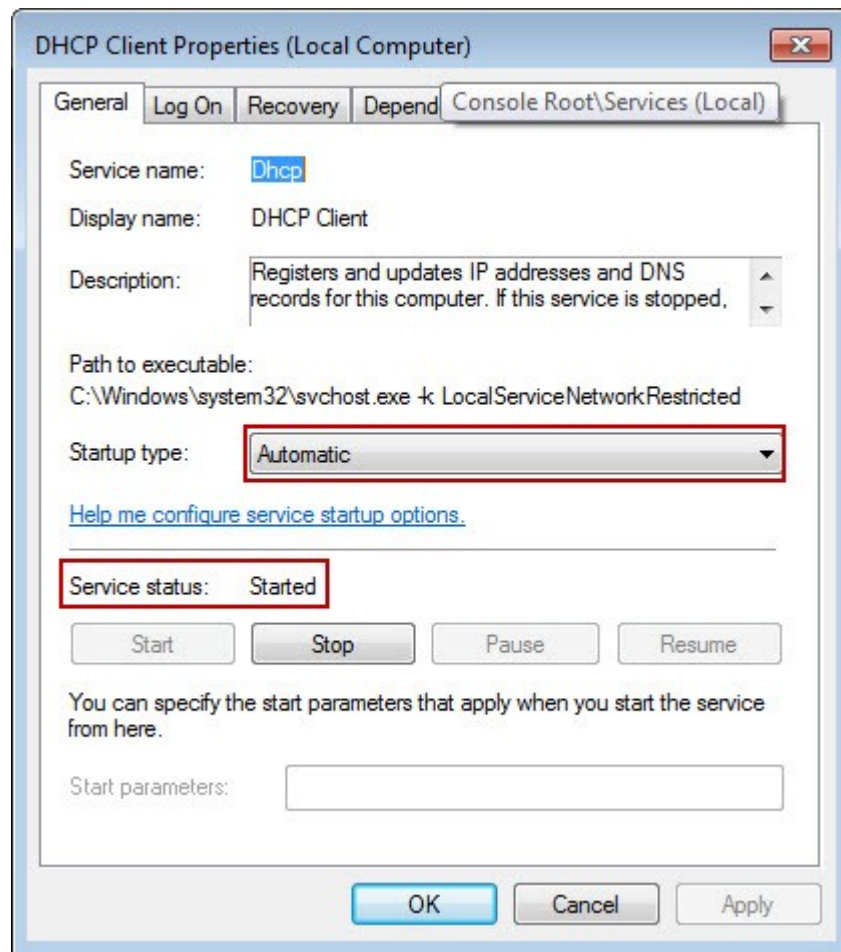 DHCP Client Properties (Local Computer)
General Log On Recovery Depend Console Root\Services (Local)
Service name: Dhcp
Display name: DHCP Client
Description: Registers and updates IP addresses and DNS
records for this computer. If this service is stopped,
Path to executable:
C:\Windows\system32\svchost.exe -k LocalServiceNetworkRestricted
Startup type: Automatic
Help me configure service startup options.
Service status: Started
Start Stop Pause Resume
You can specify the start parameters that apply when you start the service
from here.
Start parameters:
OK Cancel Apply